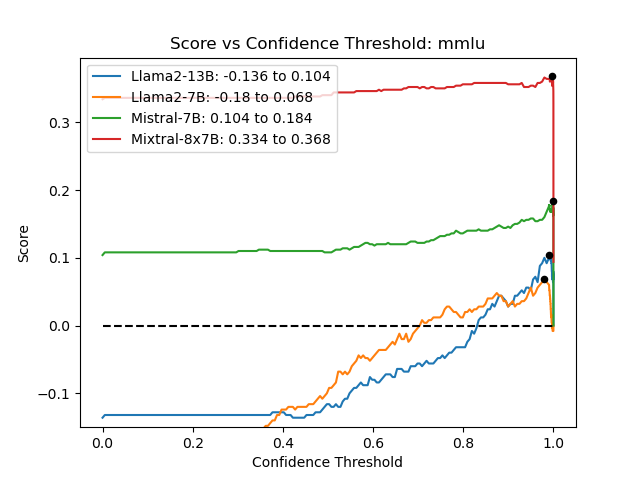 Score vs Confidence Threshold: mmlu
Llama2-13B: -0.136 to 0.104
Llama2-7B: -0.18 to 0.068
Mistral-7B: 0.104 to 0.184
Mixtral-8x7B: 0.334 to 0.368
0.3
0.2
0.1
0.0
−0.1
Score
0.0 0.2 0.4 0.6 0.8 1.0
Confidence Threshold